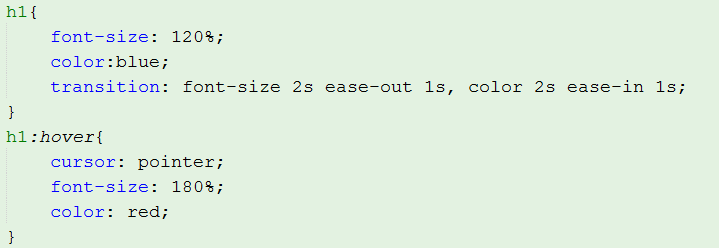 h1{
font-size: 120%;
color:blue;
transition: font-size 2s ease-out 1s, color 2s ease-in 1s;
}
h1:hover{
cursor: pointer;
font-size: 180%;
color: red;
}